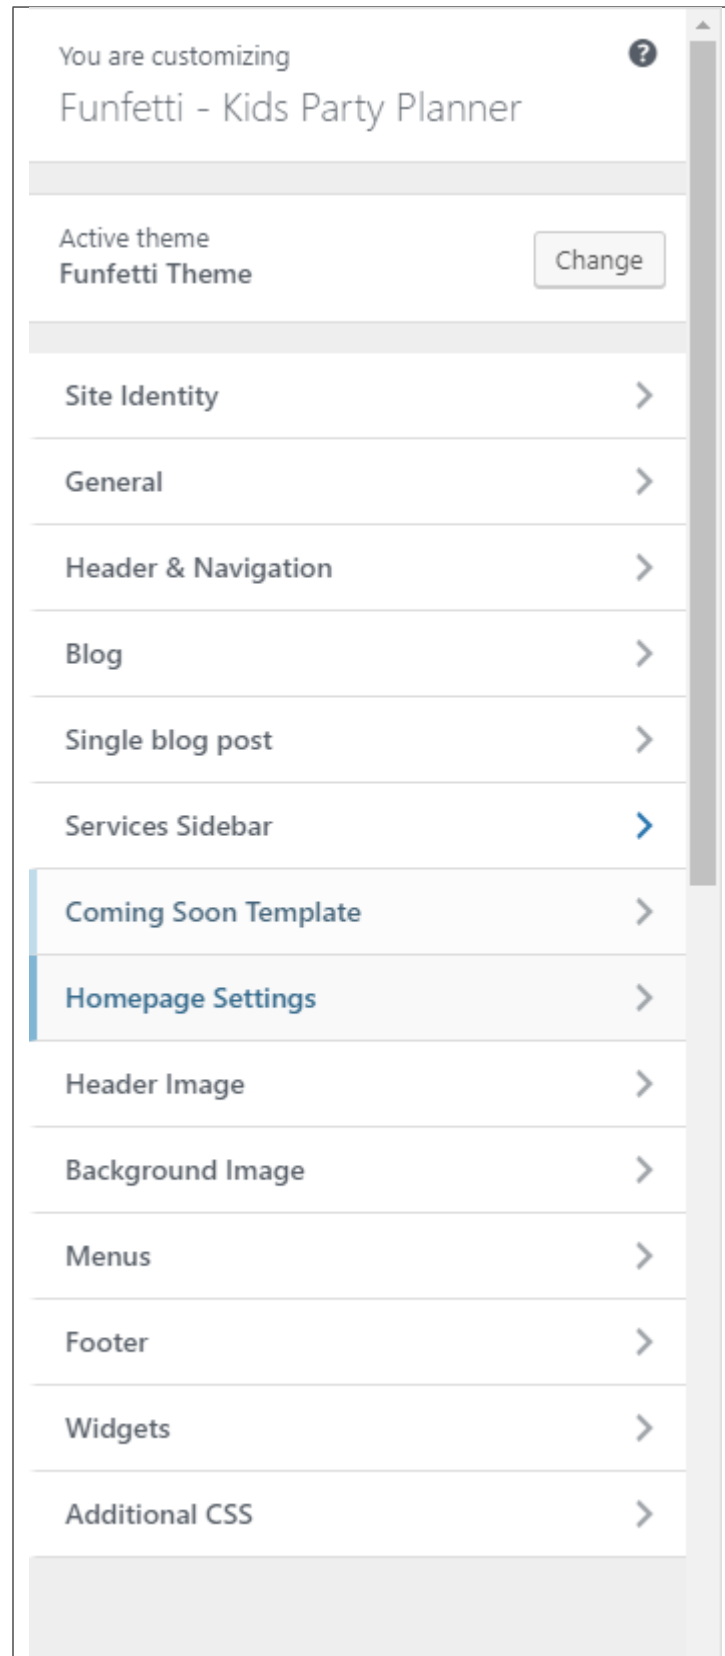 You are customizing
Funfetti - Kids Party Planner
Active theme
Funfetti Theme
Change
Site Identity
General
Header & Navigation
Blog
Single blog post
Services Sidebar
Coming Soon Template
Homepage Settings
Header Image
Background Image
Menus
Footer
Widgets
Additional CSS